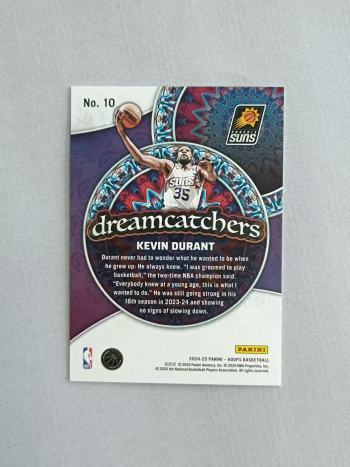 No. 10
PHOENIX
SUNS
SUNS
35
dreamcatchers
KEVIN DURANT
Durant never had to wonder what he wanted to be when
he grew up: He always knew. "I was groomed to play
basketball," the two-time NBA champion said.
"Everybody knew at a young age, this is what I
wanted to do." He was still going strong in his
16th season in 2023-24 and showing
no signs of slowing down.
PANINI
2024-25 PANINI – HOOPS BASKETBALL
© 2024 Panini America, Inc. © 2024 NBA Properties, Inc.
© 2024 the National Basketball Players Association. All rights reserved.
NBA